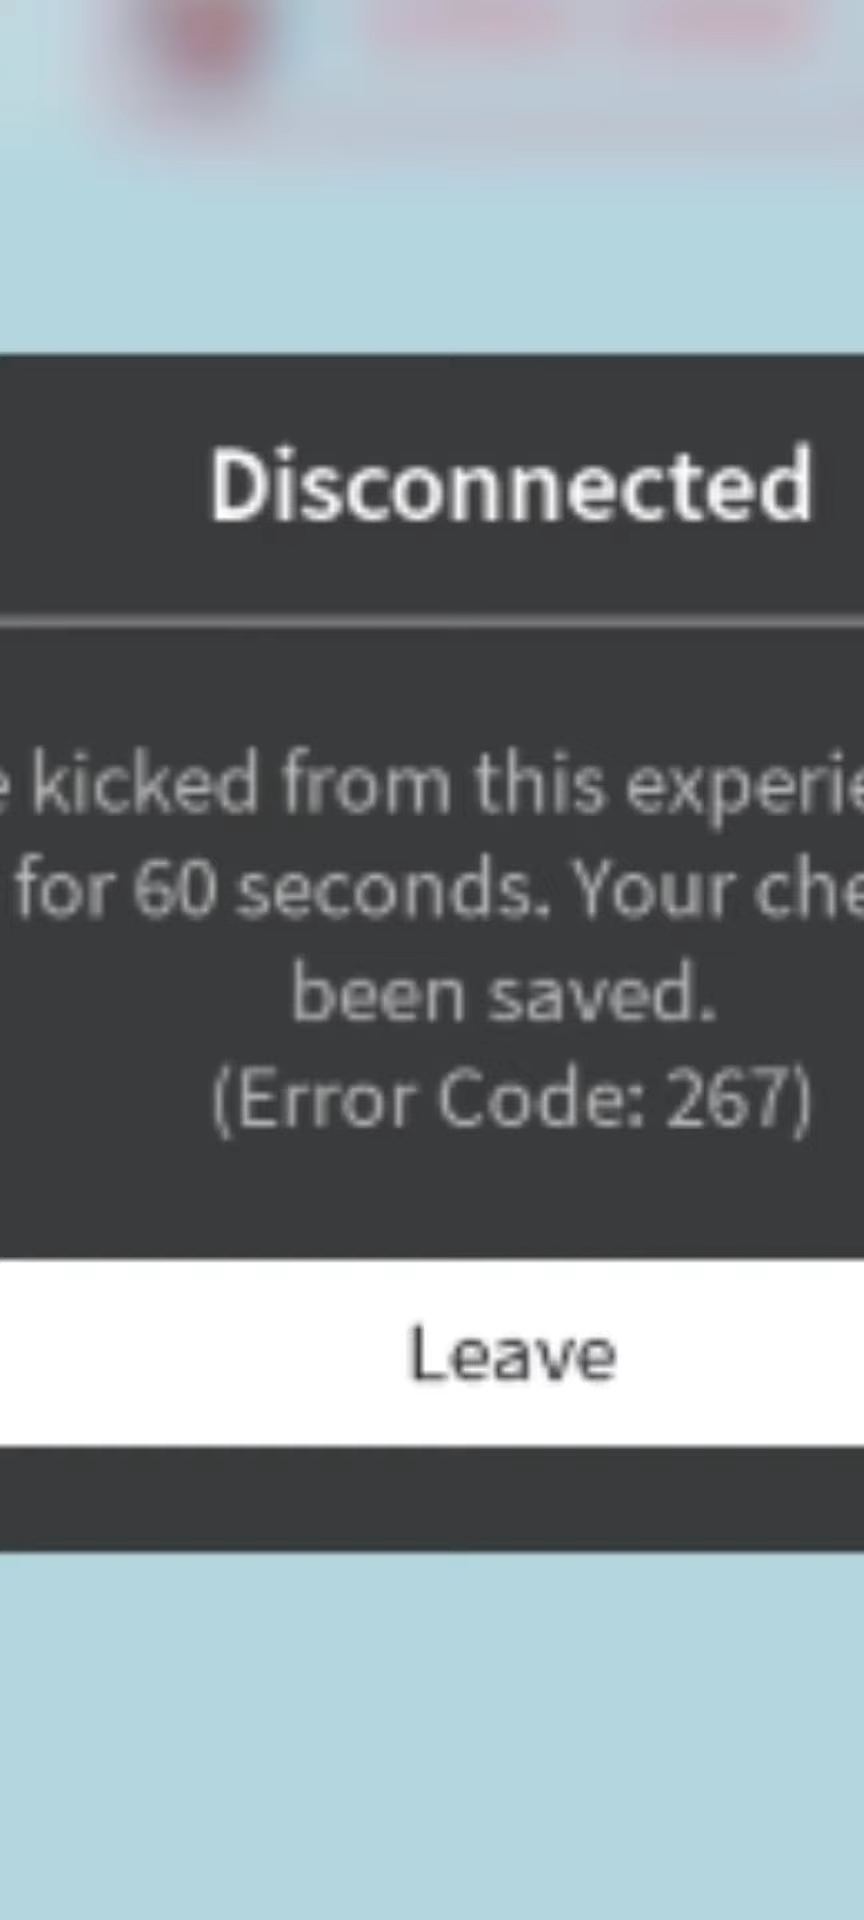 Disconnected
kicked from this
for 60 seconds. Your
been saved.
(Error Code: 267)
Leave